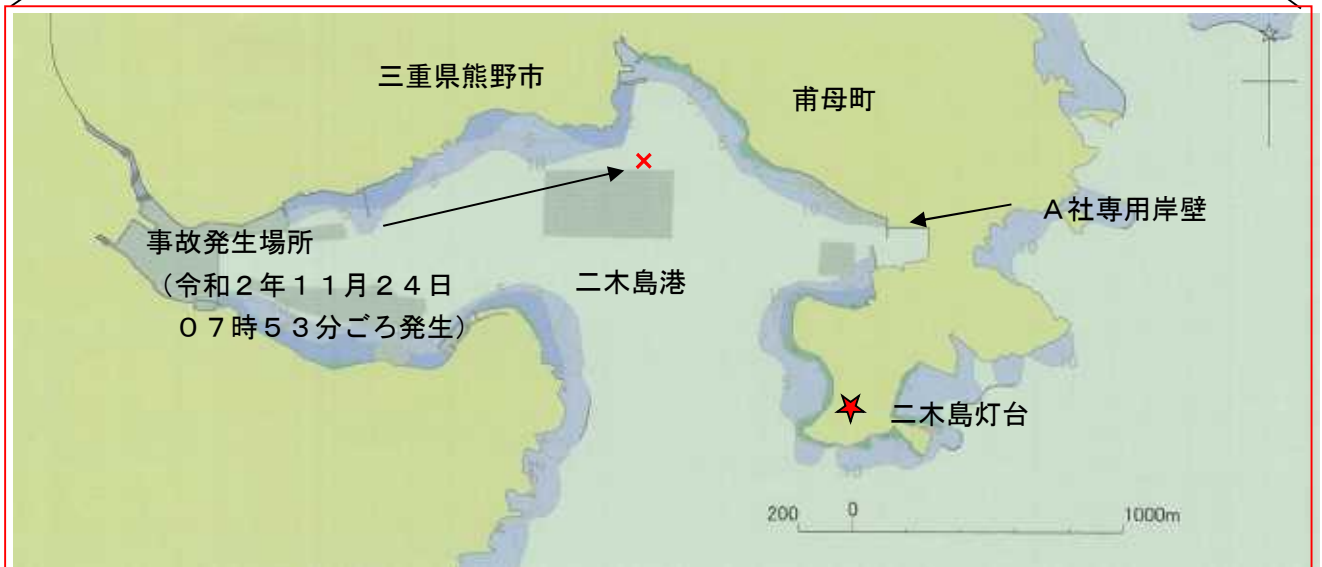 三重県熊野市
甫母町
A社専用岸壁
事故発生場所
（令和２年１１月２４日
０７時５３分ごろ発生）
二木島港
二木島灯台
200 0 1000m